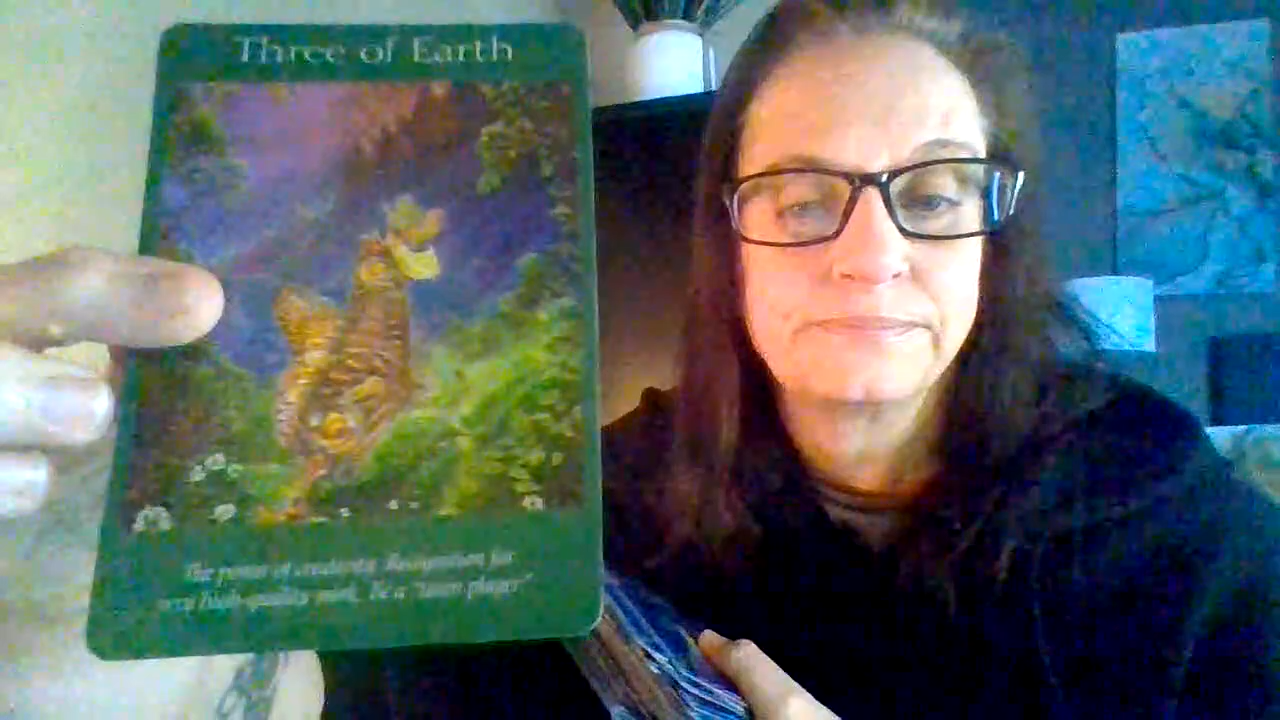 Three of Earth
The power of creativity. Recognition for
very high-quality work. Be a "team player"